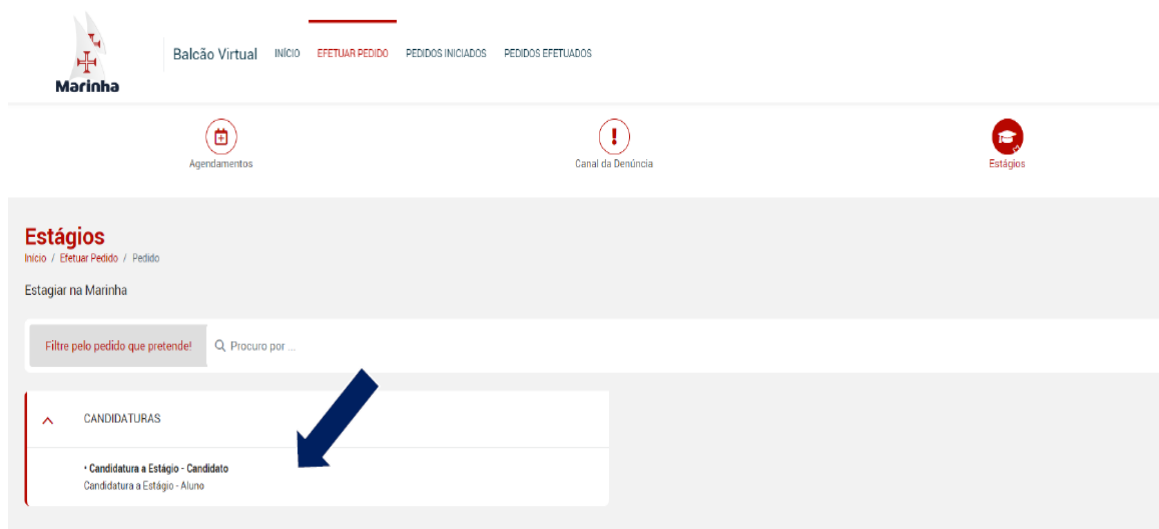 Marinha
Balcão Virtual INÍCIO EFETUAR PEDIDO PEDIDOS INICIADOS PEDIDOS EFETUADOS
Agendamentos
Canal da Denúncia
Estágios
Estágios
Início / Efetuar Pedido / Pedido
Estagiar na Marinha
Filtre pelo pedido que pretende! Procuro por ...
CANDIDATURAS
• Candidatura a Estágio - Candidato
Candidatura a Estágio - Aluno